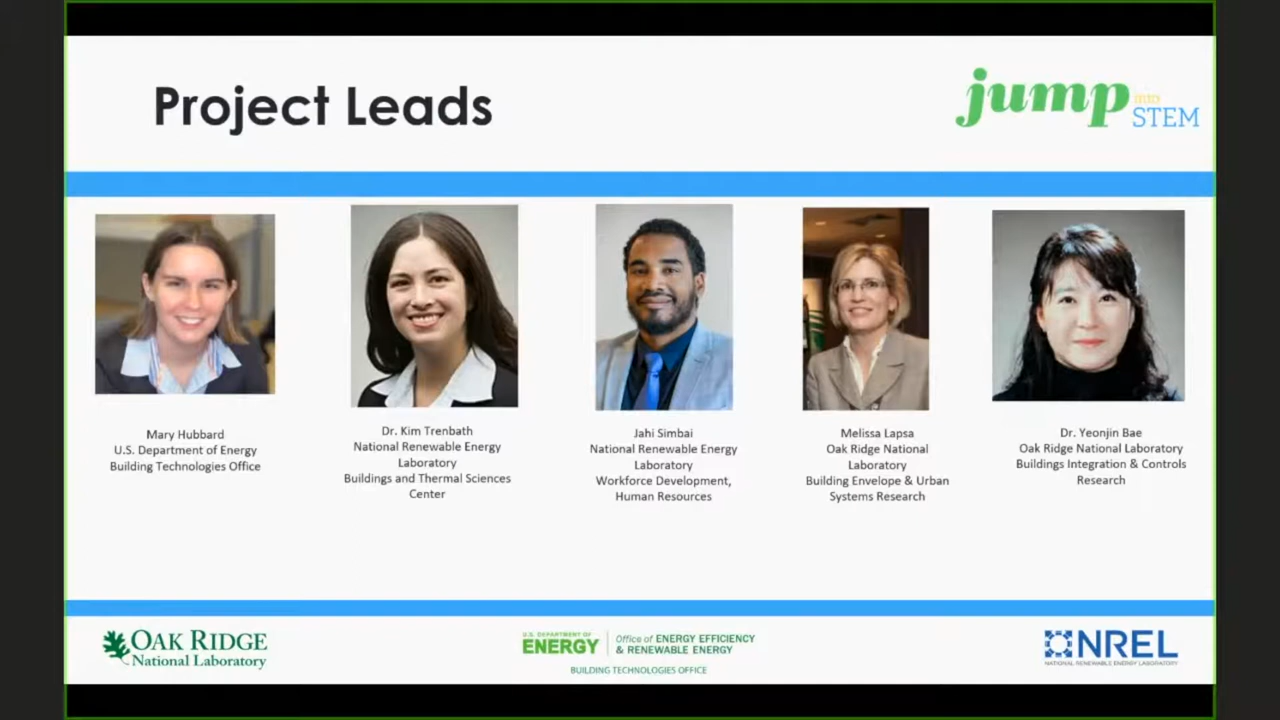 Project Leads
jump into STEM
Mary Hubbard
U.S. Department of Energy
Building Technologies Office
Dr. Kim Trenbath
National Renewable Energy
Laboratory
Buildings and Thermal Sciences
Center
Jahi Simbai
National Renewable Energy
Laboratory
Workforce Development,
Human Resources
Melissa Lapsa
Oak Ridge National
Laboratory
Building Envelope & Urban
Systems Research
Dr. Yeonjin Bae
Oak Ridge National Laboratory
Buildings Integration & Controls
Research
OAK RIDGE
National Laboratory
U.S. DEPARTMENT OF
ENERGY
Office of ENERGY EFFICIENCY
& RENEWABLE ENERGY
BUILDING TECHNOLOGIES OFFICE
NREL
NATIONAL RENEWABLE ENERGY LABORATORY